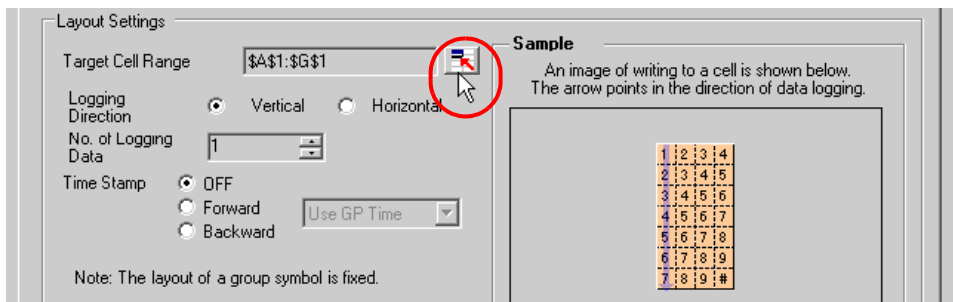 Layout Settings
Target Cell Range $A$1:$G$1
Logging Direction Vertical Horizontal
No. of Logging Data 1
Time Stamp OFF
Forward Use GP Time
Backward
Note: The layout of a group symbol is fixed.
Sample
An image of writing to a cell is shown below.
The arrow points in the direction of data logging.
1 2 3 4
2 3 4 5
3 4 5 6
4 5 6 7
5 6 7 8
6 7 8 9
7 8 9 #